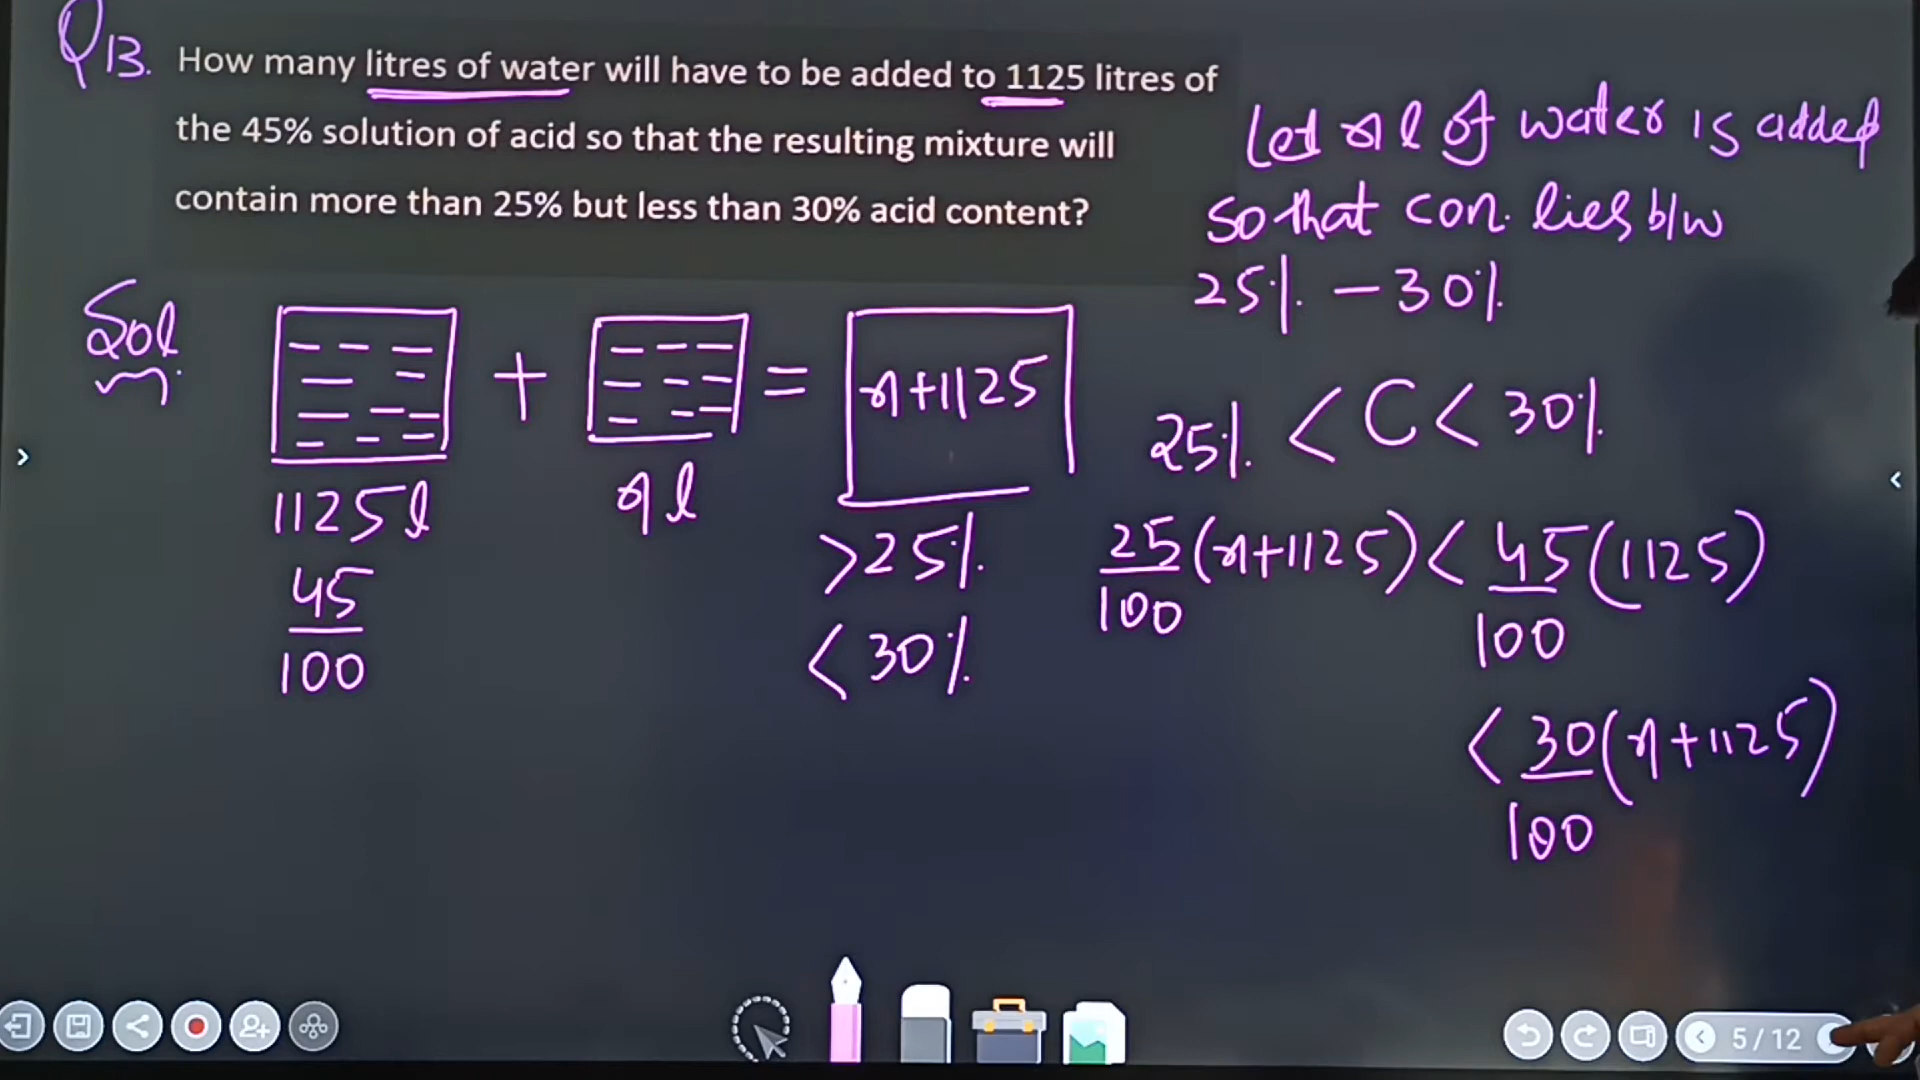 Q13. How many litres of water will have to be added to 1125 litres of
the 45% solution of acid so that the resulting mixture will
contain more than 25% but less than 30% acid content?
Let x l of water is added
so that con. lies b/w
25% - 30%
Sol
+
=
x+1125
1125 l
45/100
x l
>25%
<30%
25% < C < 30%
25/100 (x+1125) < 45/100 (1125)
< 30/100 (x+1125)
5 / 12